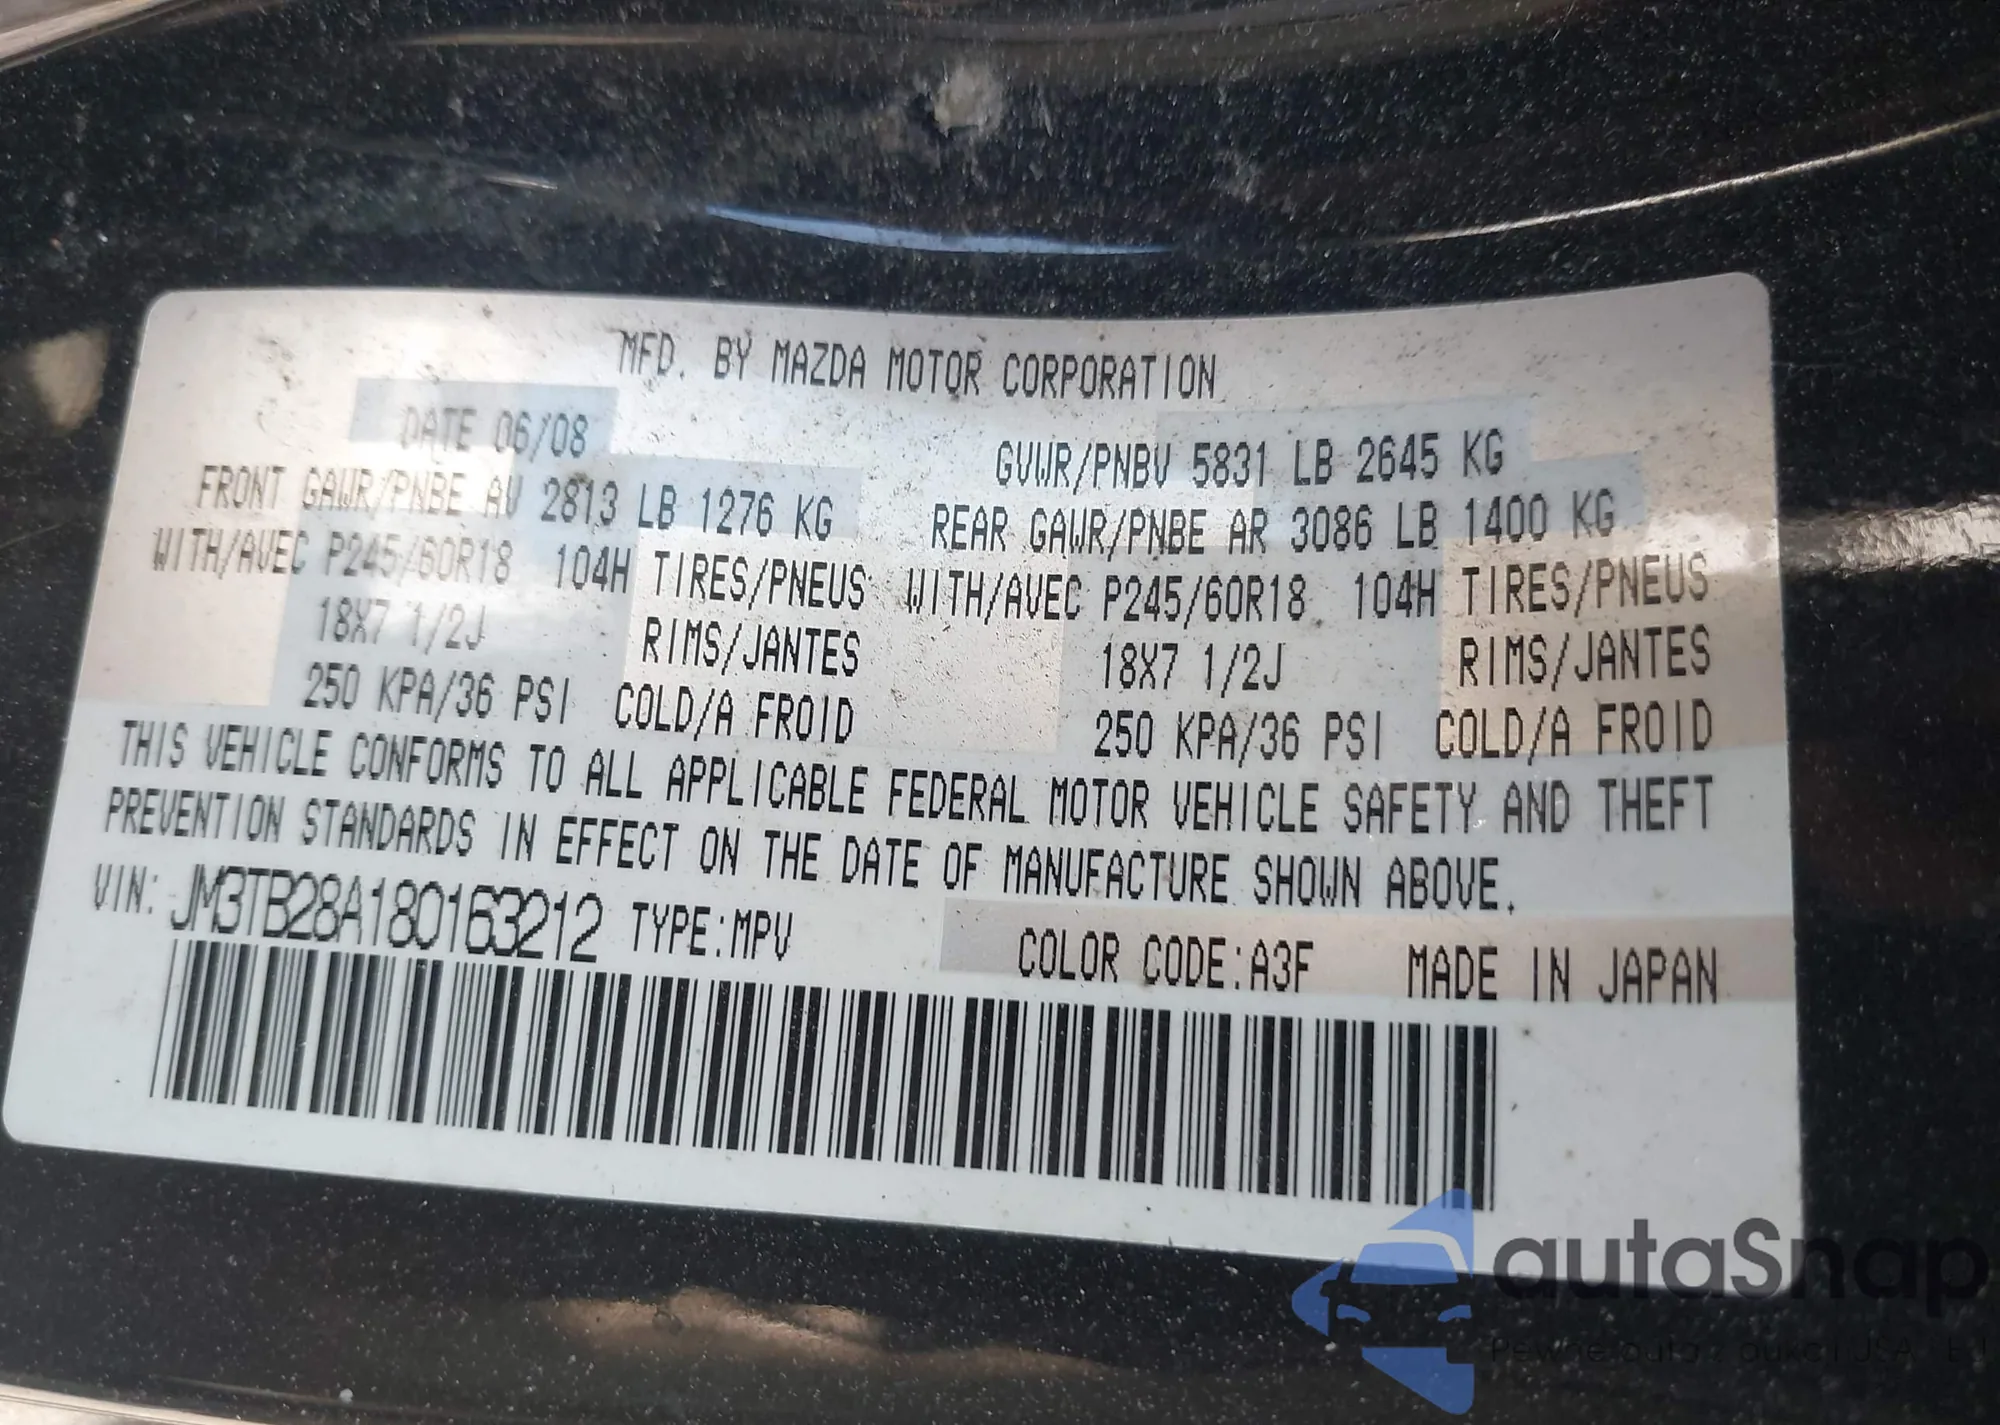 MFD. BY MAZDA MOTOR CORPORATION
DATE 06/08 GVWR/PNBV 5831 LB 2645 KG
FRONT GAWR/PNBE AV 2813 LB 1276 KG REAR GAWR/PNBE AR 3086 LB 1400 KG
WITH/AVEC P245/60R18 104H TIRES/PNEUS WITH/AVEC P245/60R18 104H TIRES/PNEUS
18X7 1/2J RIMS/JANTES 18X7 1/2J RIMS/JANTES
250 KPA/36 PSI COLD/A FROID 250 KPA/36 PSI COLD/A FROID
THIS VEHICLE CONFORMS TO ALL APPLICABLE FEDERAL MOTOR VEHICLE SAFETY AND THEFT
PREVENTION STANDARDS IN EFFECT ON THE DATE OF MANUFACTURE SHOWN ABOVE.
VIN: JM3TB28A180163212 TYPE:MPV COLOR CODE:A3F MADE IN JAPAN
autaSnap
Pewne auta z aukcji USA